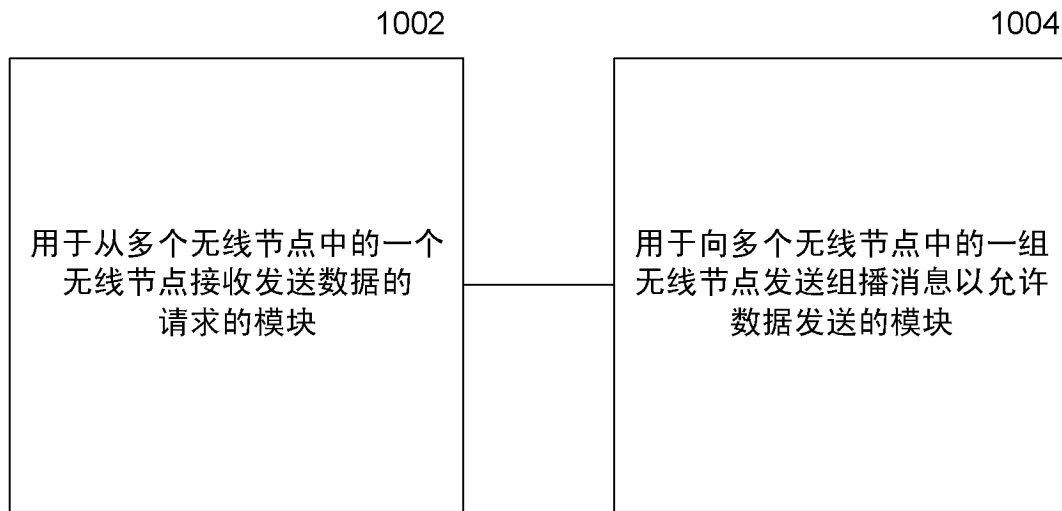 1002
用于从多个无线节点中的一个
无线节点接收发送数据的
请求的模块
1004
用于向多个无线节点中的一组
无线节点发送组播消息以允许
数据发送的模块